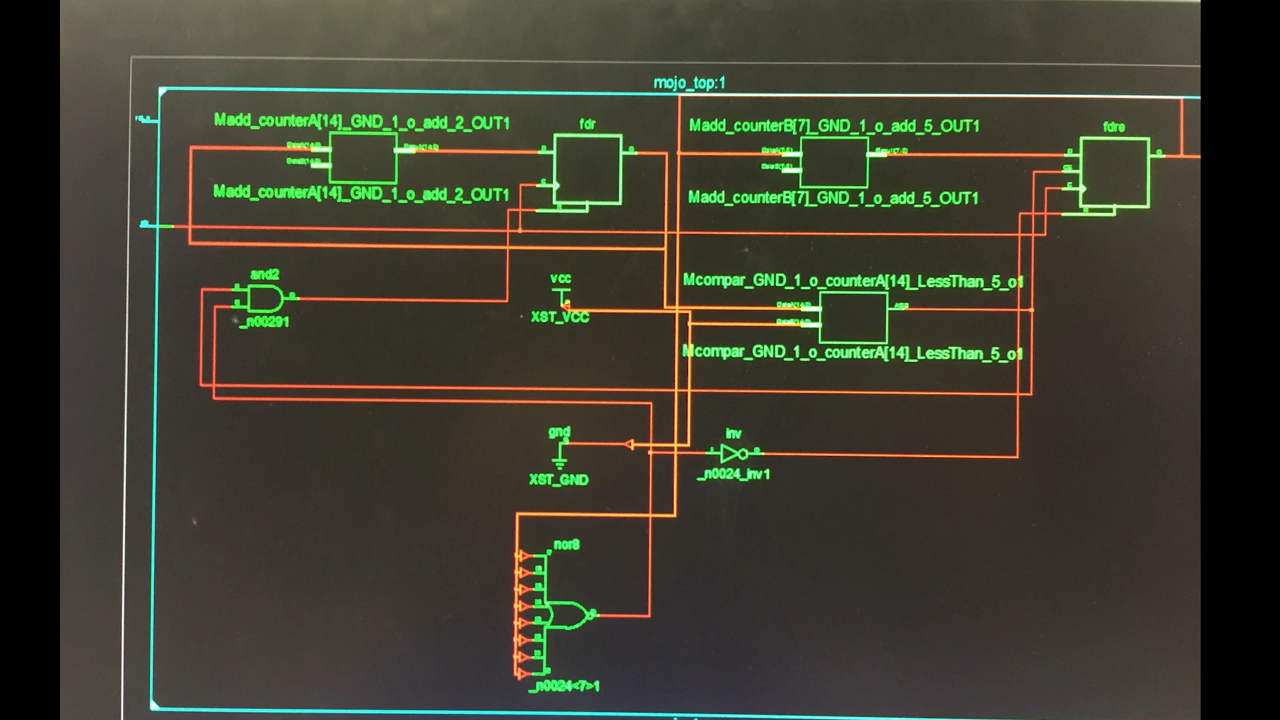 mojo_top:1
Madd_counterA[14]_GND_1_o_add_2_OUT1
fdr
Madd_counterB[7]_GND_1_o_add_5_OUT1
fdre
Madd_counterA[14]_GND_1_o_add_2_OUT1
Madd_counterB[7]_GND_1_o_add_5_OUT1
and2
_n00291
vcc
XST_VCC
Mcompar_GND_1_o_counterA[14]_LessThan_5_o1
Mcompar_GND_1_o_counterA[14]_LessThan_5_o1
gnd
XST_GND
inv
_n0024_inv1
nor8
_n0024<7>1